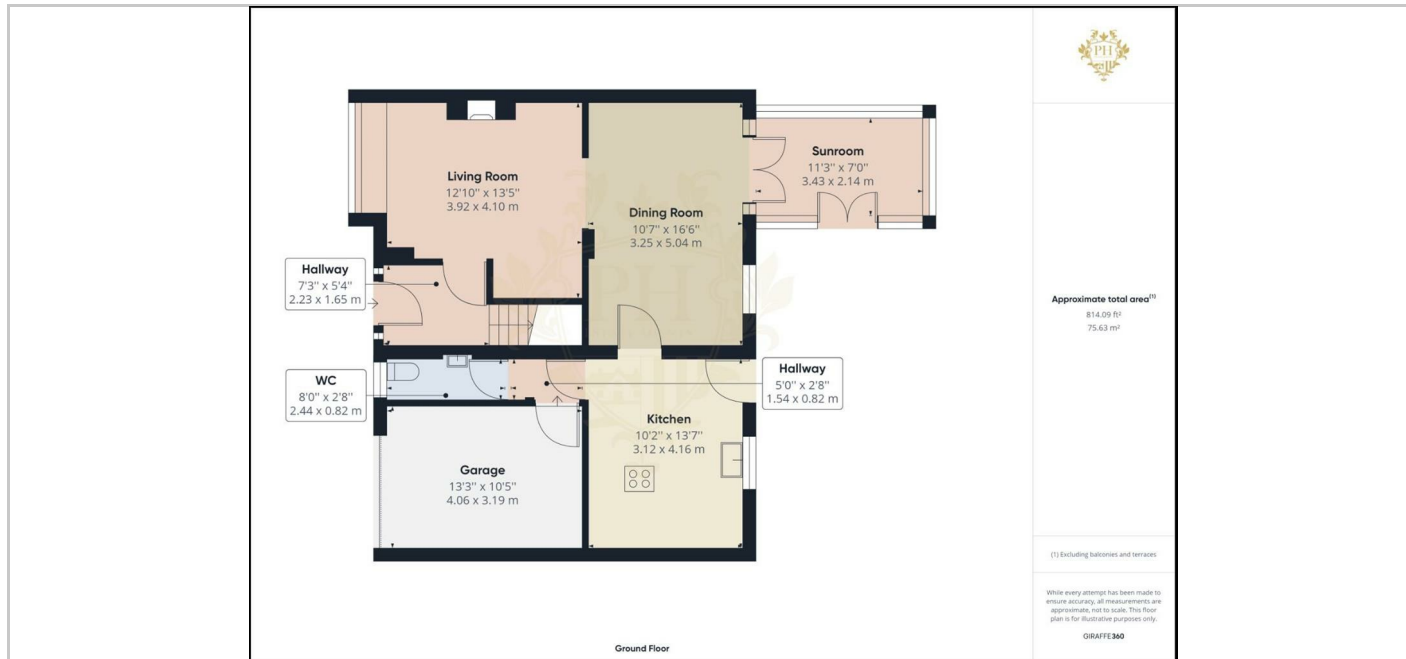 PH
Living Room
12'10" x 13'5"
3.92 x 4.10 m
Dining Room
10'7" x 16'6"
3.25 x 5.04 m
Sunroom
11'3" x 7'0"
3.43 x 2.14 m
Hallway
7'3" x 5'4"
2.23 x 1.65 m
WC
8'0" x 2'8"
2.44 x 0.82 m
Hallway
5'0" x 2'8"
1.54 x 0.82 m
Kitchen
10'2" x 13'7"
3.12 x 4.16 m
Garage
13'3" x 10'5"
4.06 x 3.19 m
PH
Ground Floor
Approximate total area(1)
814.09 ft²
75.63 m²
(1) Excluding balconies and terraces
While every attempt has been made to
ensure accuracy, all measurements are
approximate, not to scale. This floor
plan is for illustrative purposes only.
GIRAFFE360